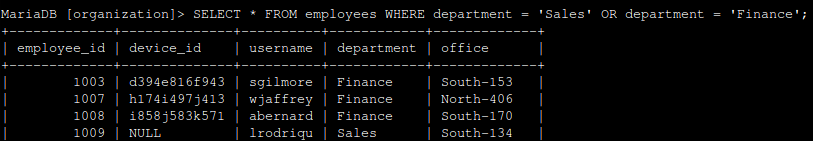 MariaDB [organization]> SELECT * FROM employees WHERE department = 'Sales' OR department = 'Finance';
+-------------+--------------+----------+------------+-------------+
| employee_id | device_id    | username | department | office      |
+-------------+--------------+----------+------------+-------------+
|        1003 | d394e816f943 | sgilmore | Finance    | South-153   |
|        1007 | h174i497j413 | wjaffrey | Finance    | North-406   |
|        1008 | i858j583k571 | abernard | Finance    | South-170   |
|        1009 | NULL         | lrodriqu | Sales      | South-134   |